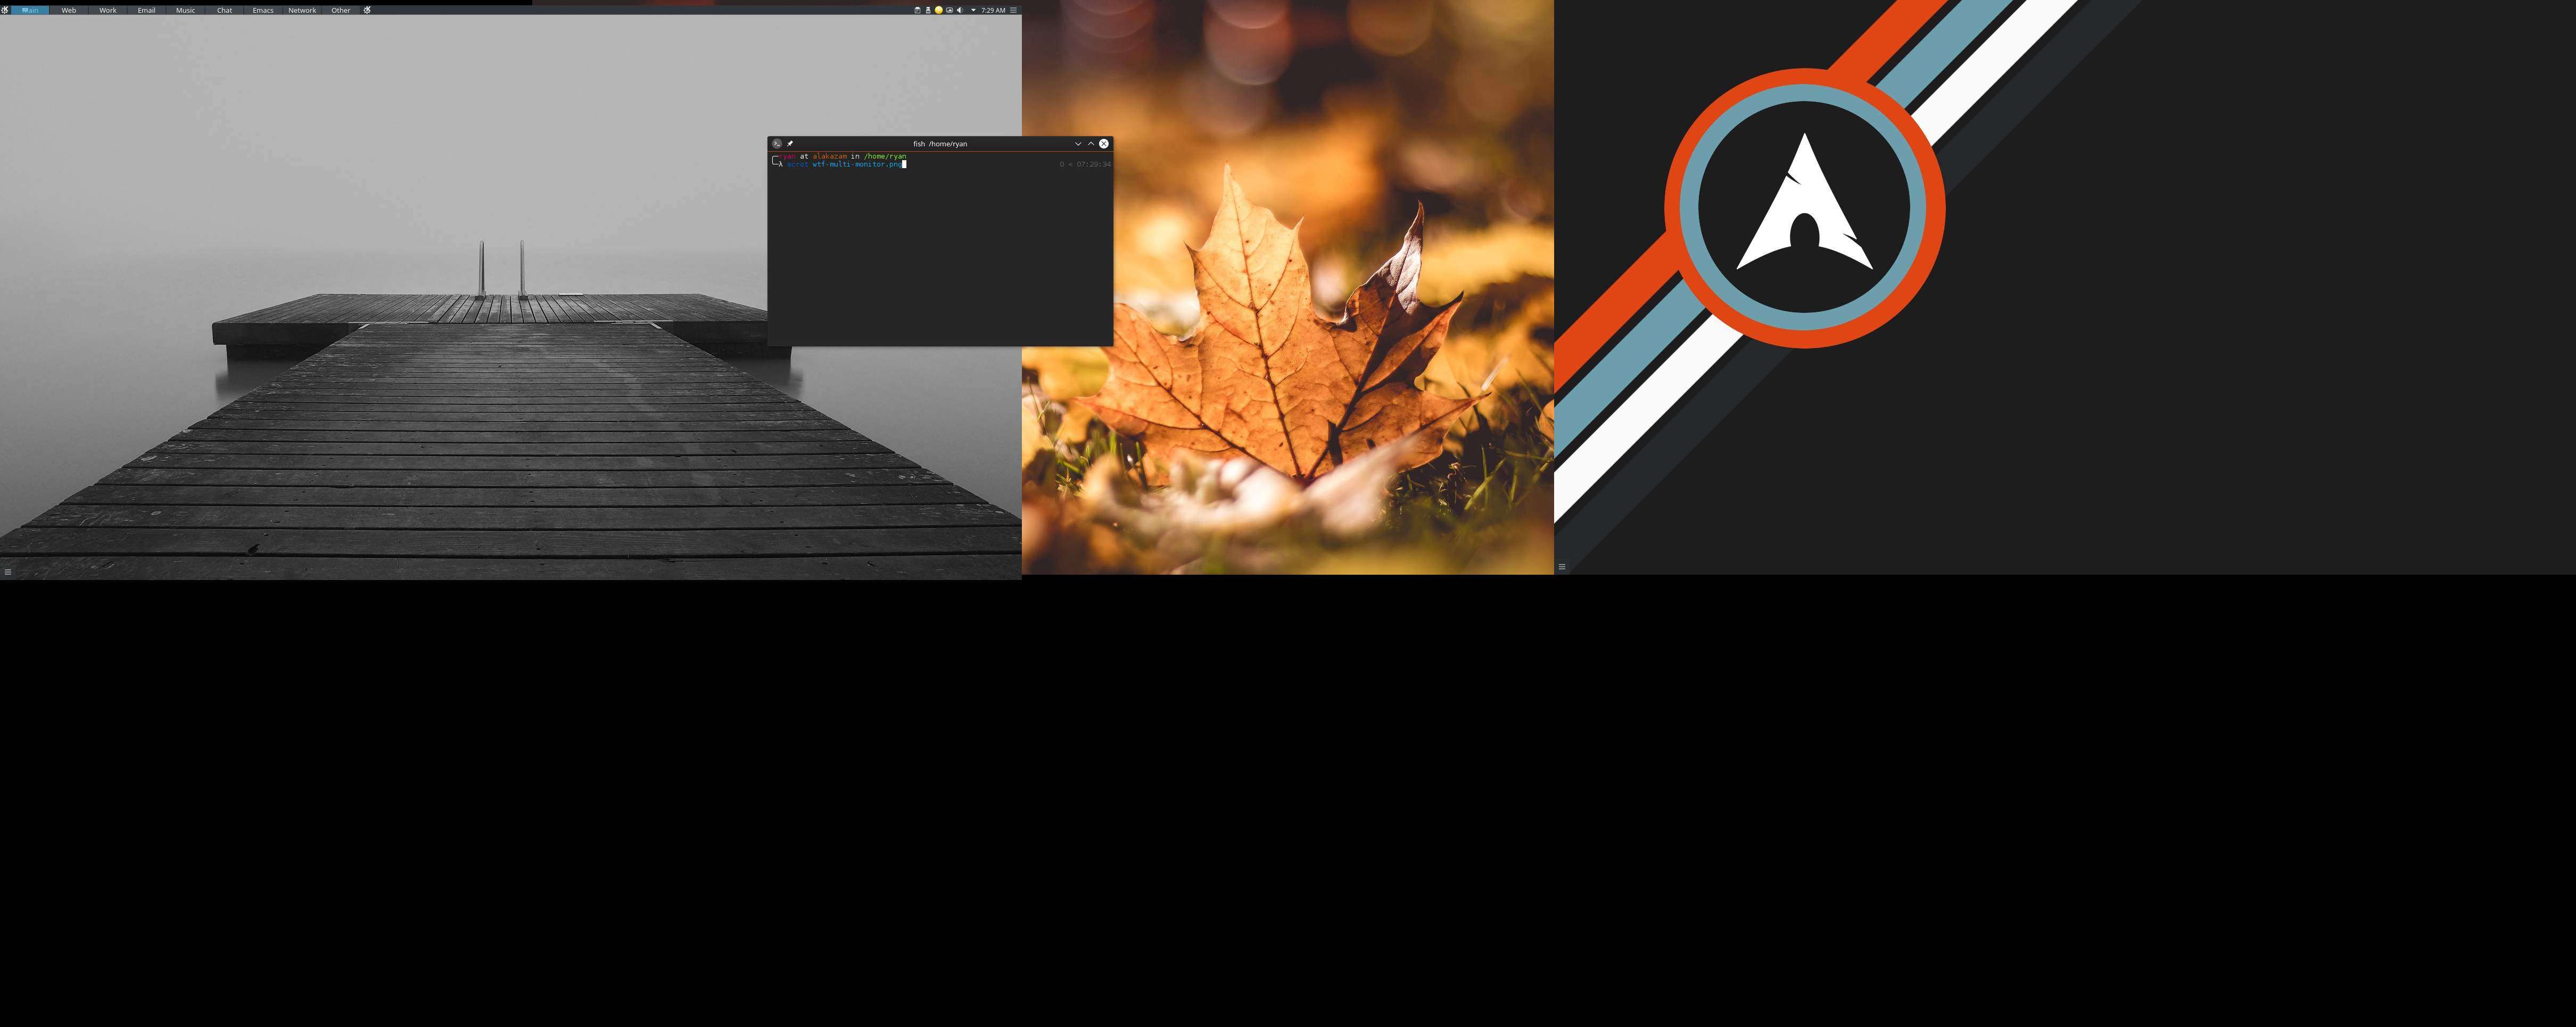 Main Web Work Email Music Chat Emacs Network Other 7:29 AM
fish /home/ryan
ryan at alakazam in /home/ryan
λ scrot wtf-multi-monitor.png 0 < 07:29:34